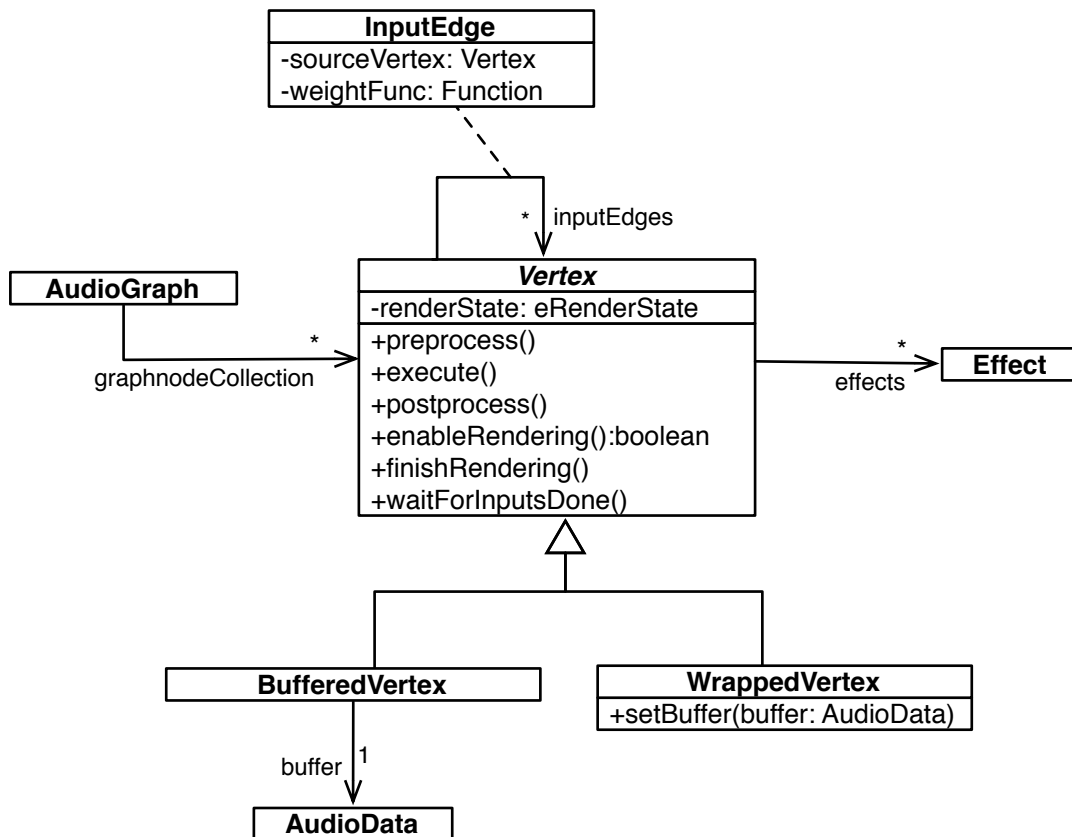 InputEdge
-sourceVertex: Vertex
-weightFunc: Function
*
inputEdges
AudioGraph
*
graphnodeCollection
Vertex
-renderState: eRenderState
+preprocess()
+execute()
+postprocess()
+enableRendering():boolean
+finishRendering()
+waitForInputsDone()
*
effects
Effect
BufferedVertex
WrappedVertex
+setBuffer(buffer: AudioData)
buffer
1
AudioData